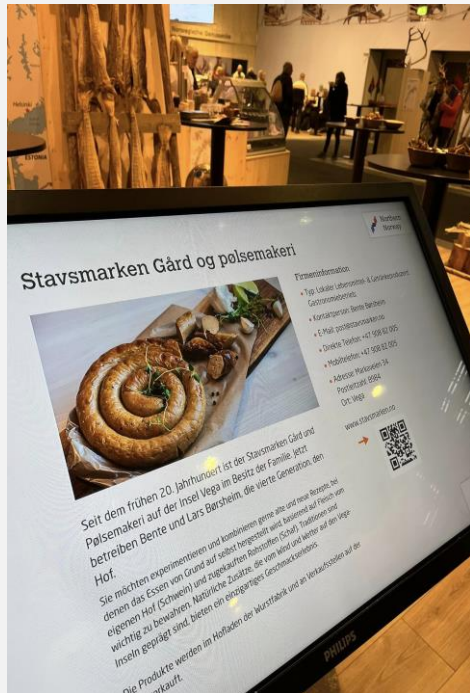 Norwegische Genussmeile
Helsinki
ESTONIA
Northern
Norway
Stavsmarken Gård og pølsemakeri
Firmeninformation
• Typ: Lokaler Lebensmittel- & Getränkeproduzent,
Gastronomiebetrieb
• Kontaktperson: Bente Børsheim
• E-Mail: post@stavsmarken.no
• Direkte Telefon: +47 908 62 005
• Mobiltelefon: +47 908 62 005
• Adresse: Markaveien 34
Postleitzahl: 8984
Ort: Vega
www.stavsmarken.no
Seit dem frühen 20. Jahrhundert ist der Stavsmarken Gård und
Pølsemakeri auf der Insel Vega im Besitz der Familie. Jetzt
betreiben Bente und Lars Børsheim, die vierte Generation, den
Hof.
Sie möchten experimentieren und kombinieren gerne alte und neue Rezepte, bei
denen das Essen von Grund auf selbst hergestellt wird, basierend auf Fleisch vom
eigenen Hof (Schwein) und zugekauften Rohstoffen (Schaf). Traditionen sind
wichtig zu bewahren. Natürliche Zusätze, die vom Wind und Wetter auf den Vega-
Inseln geprägt sind, bieten ein einzigartiges Geschmackserlebnis.
Die Produkte werden im Hofladen der Wurstfabrik und an Verkaufsstellen auf der
verkauft.
PHILIPS